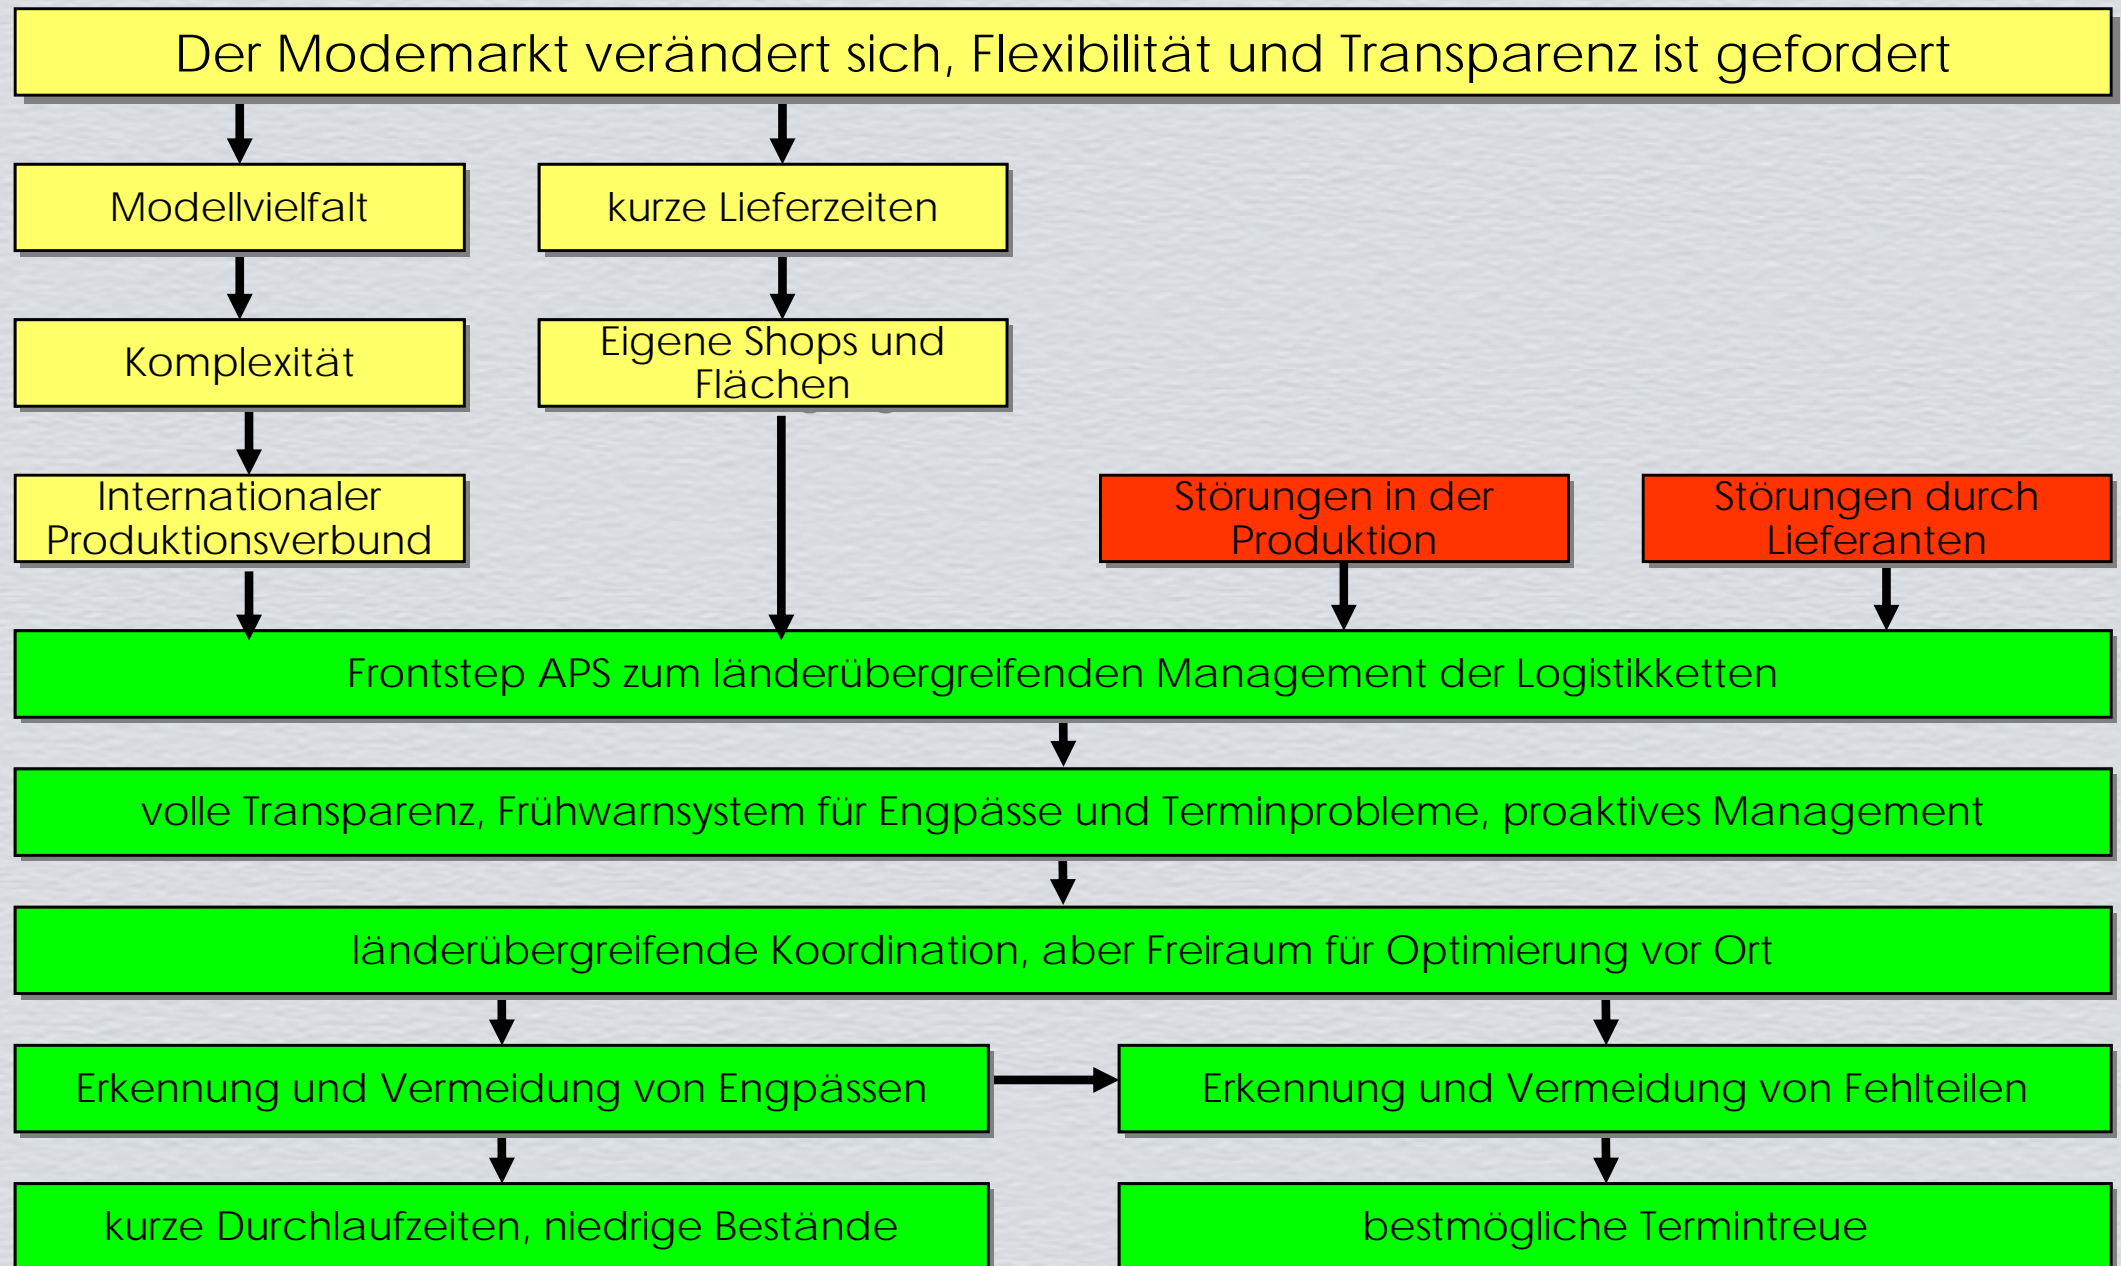 Der Modemarkt verändert sich, Flexibilität und Transparenz ist gefordert
Modellvielfalt
kurze Lieferzeiten
Komplexität
Eigene Shops und
Flächen
Internationaler
Produktionsverbund
Störungen in der
Produktion
Störungen durch
Lieferanten
Frontstep APS zum länderübergreifenden Management der Logistikketten
volle Transparenz, Frühwarnsystem für Engpässe und Terminprobleme, proaktives Management
länderübergreifende Koordination, aber Freiraum für Optimierung vor Ort
Erkennung und Vermeidung von Engpässen
Erkennung und Vermeidung von Fehlteilen
kurze Durchlaufzeiten, niedrige Bestände
bestmögliche Termintreue